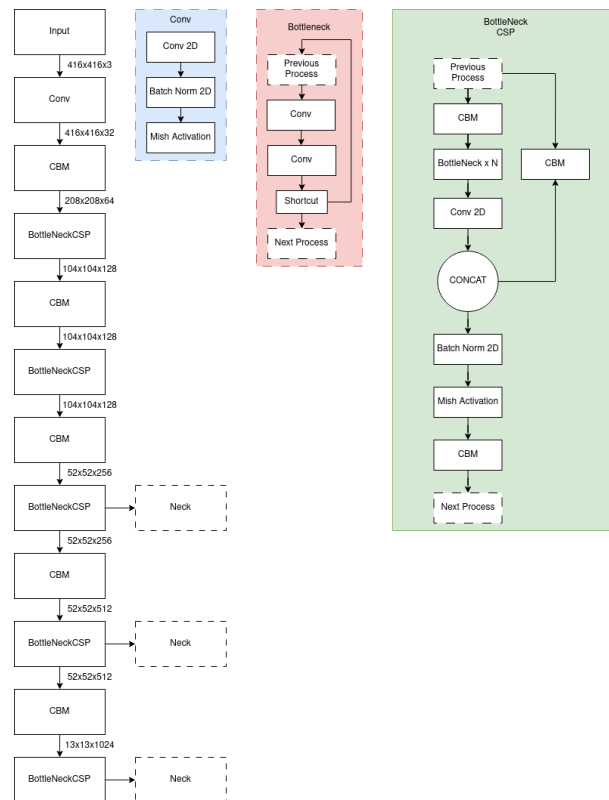 Input
416x416x3
Conv
416x416x32
CBM
208x208x64
BottleNeckCSP
104x104x128
CBM
104x104x128
BottleNeckCSP
104x104x128
CBM
52x52x256
BottleNeckCSP
Neck
52x52x256
CBM
52x52x512
BottleNeckCSP
Neck
52x52x512
CBM
13x13x1024
BottleNeckCSP
Neck
Conv
Conv 2D
Batch Norm 2D
Mish Activation
Bottleneck
Previous
Process
Conv
Conv
Shortcut
Next Process
BottleNeck
CSP
Previous
Process
CBM
BottleNeck x N
CBM
Conv 2D
CONCAT
Batch Norm 2D
Mish Activation
CBM
Next Process